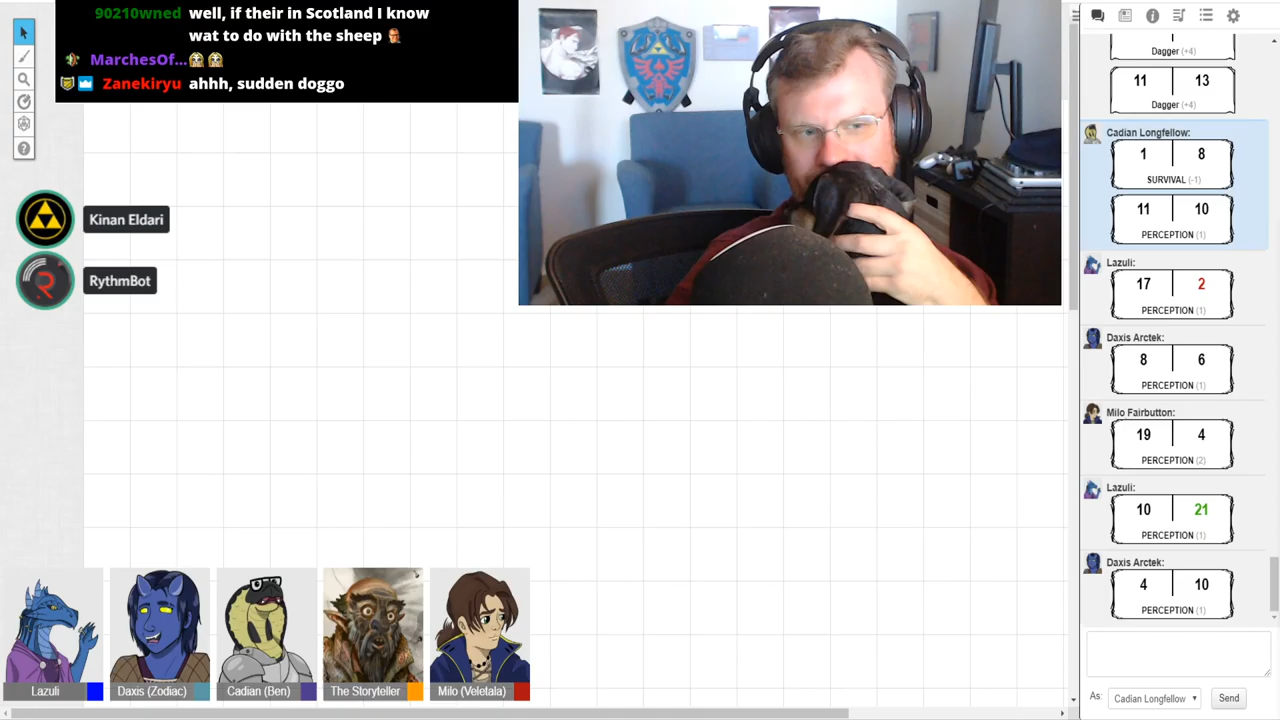 90210wned well, if their in Scotland I know
wat to do with the sheep
MarchesOf...
Zanekiryu ahhh, sudden doggo
Kinan Eldari
RythmBot
Lazuli
Daxis (Zodiac)
Cadian (Ben)
The Storyteller
Milo (Veletala)
Dagger (+4)
11 13
Dagger (+4)
Cadian Longfellow:
1 8
SURVIVAL (-1)
11 10
PERCEPTION (1)
Lazuli:
17 2
PERCEPTION (1)
Daxis Arctek:
8 6
PERCEPTION (1)
Milo Fairbutton:
19 4
PERCEPTION (2)
Lazuli:
10 21
PERCEPTION (1)
Daxis Arctek:
4 10
PERCEPTION (1)
As: Cadian Longfellow Send